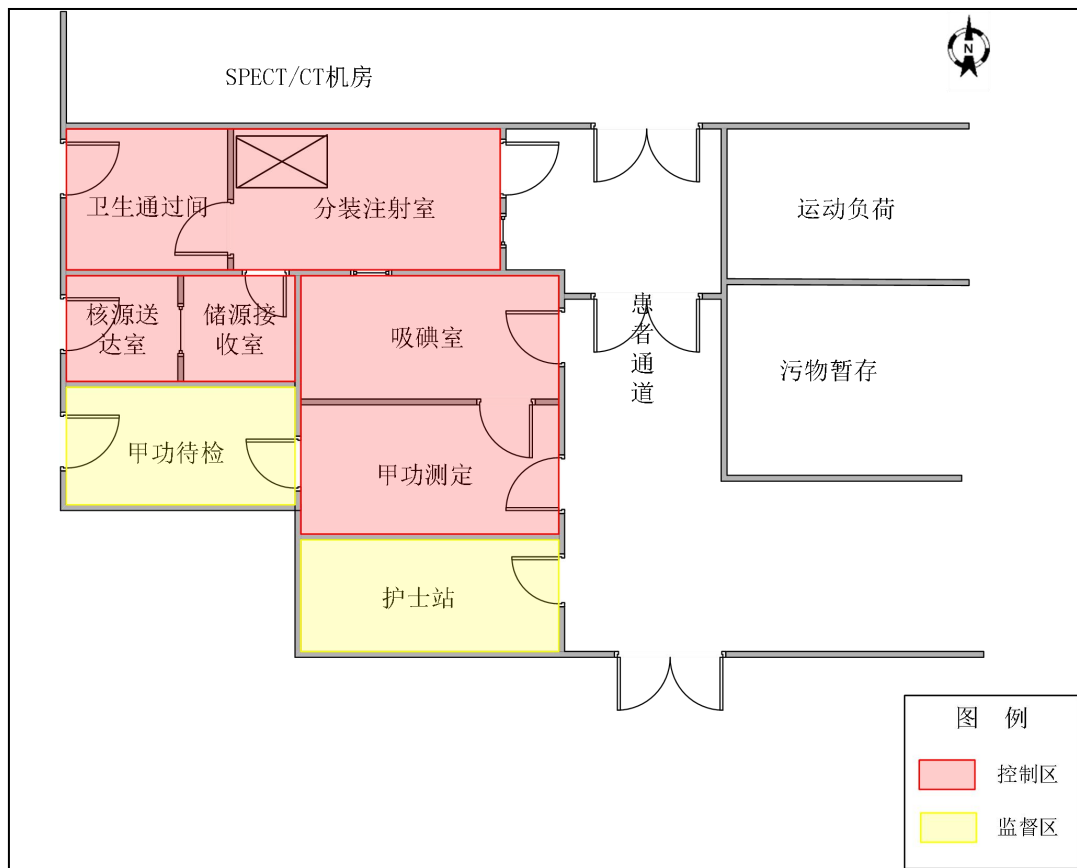 N
SPECT/CT机房
卫生通过间
分装注射室
运动负荷
核源送
达室
储源接
收室
吸碘室
患
者
通
道
污物暂存
甲功待检
甲功测定
护士站
图 例
控制区
监督区